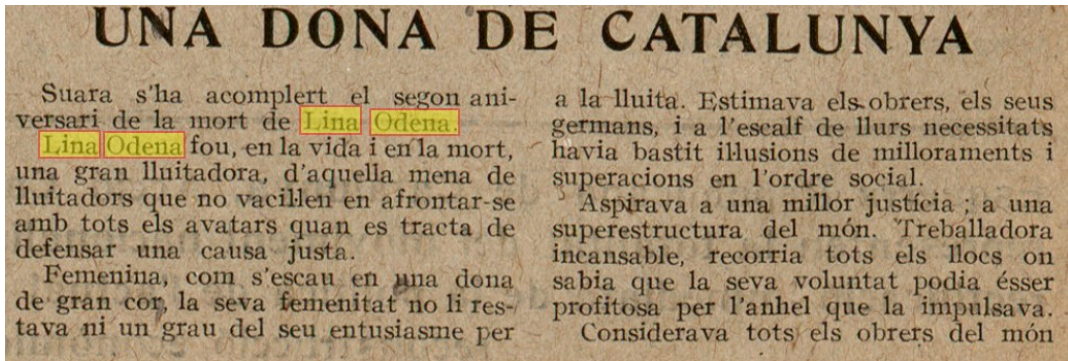 UNA DONA DE CATALUNYA
Suara s'ha acomplert el segon ani-
versari de la mort de Lina Odena.
Lina Odena fou, en la vida i en la mort,
una gran lluitadora, d'aquella mena de
lluitadors que no vacil·len en afrontar-se
amb tots els avatars quan es tracta de
defensar una causa justa.
Femenina, com s'escau en una dona
de gran cor, la seva femenitat no li res-
tava ni un grau del seu entusiasme per
a la lluita. Estimava els obrers, els seus
germans, i a l'escalf de llurs necessitats
havia bastit il·lusions de milloraments i
superacions en l'ordre social.
Aspirava a una millor justícia ; a una
superestructura del món. Treballadora
incansable, recorria tots els llocs on
sabia que la seva voluntat podia ésser
profitosa per l'anhel que la impulsava.
Considerava tots els obrers del món